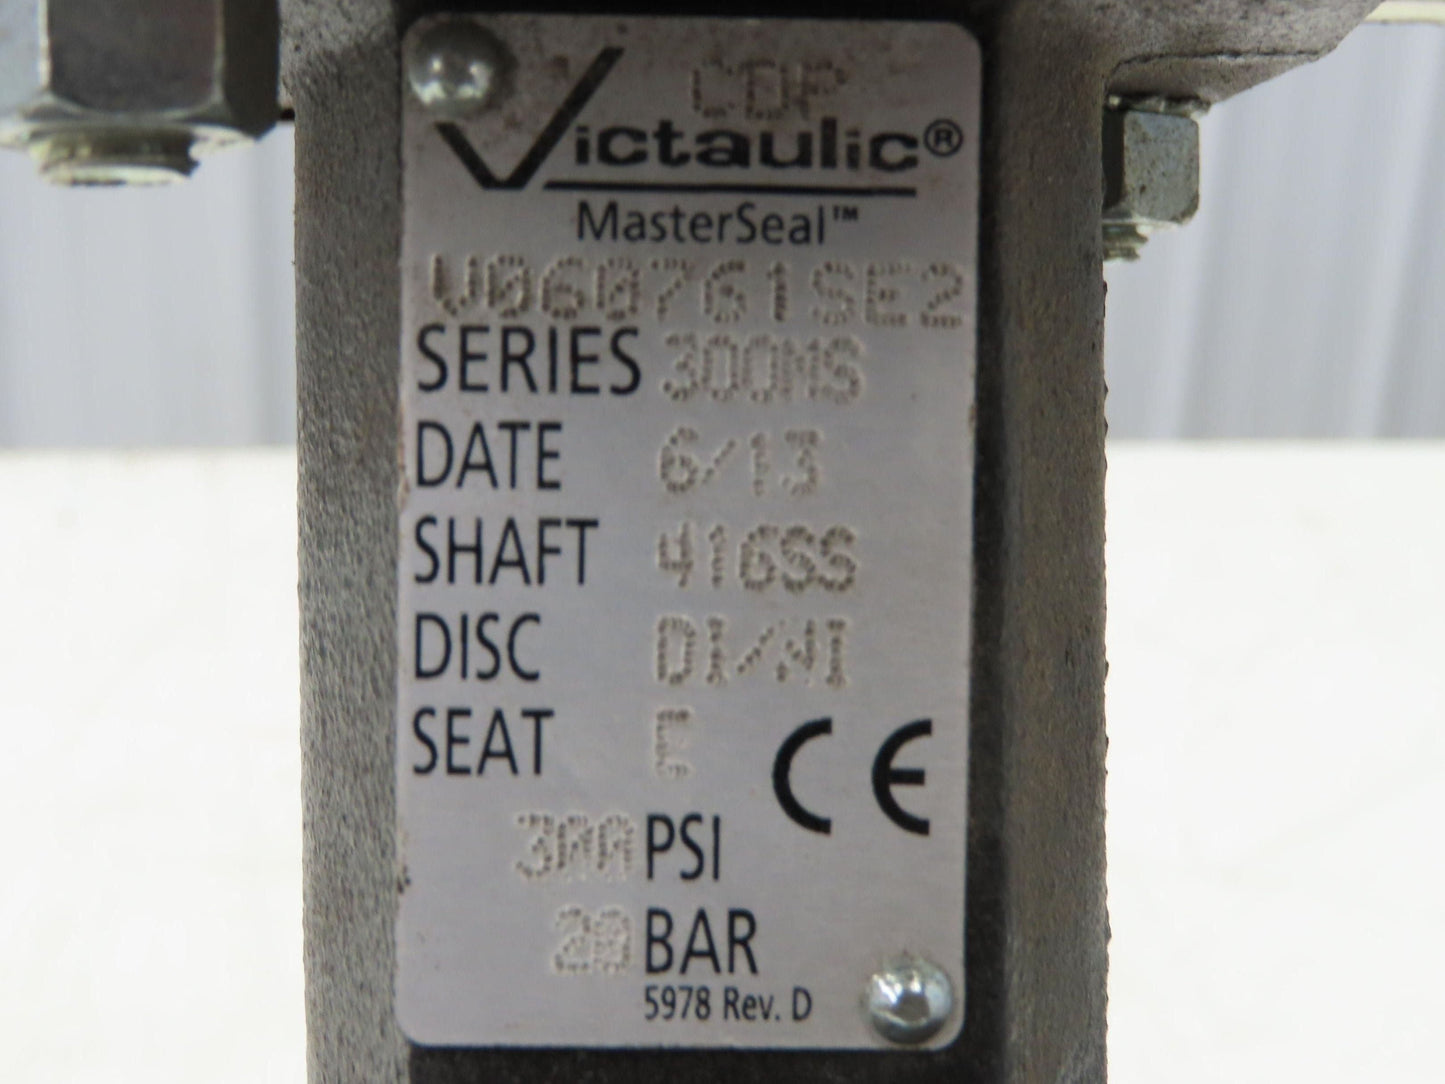 CDP
Victaulic®
MasterSeal™
V060761SE2
SERIES 300MS
DATE 6/13
SHAFT 416SS
DISC DI/NI
SEAT E
CE
300 PSI
20 BAR
5978 Rev. D